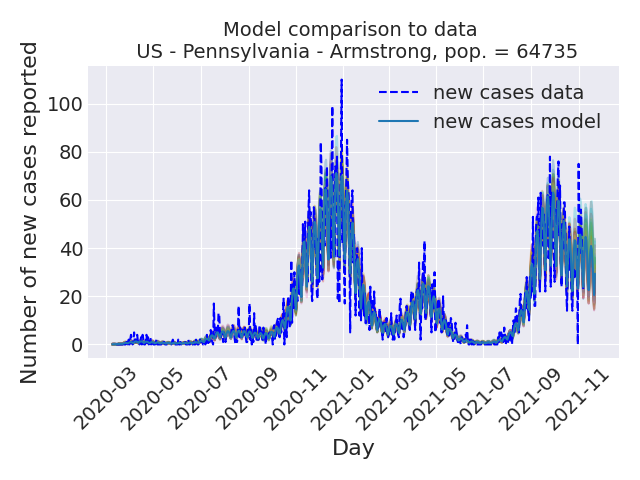 Model comparison to data
US - Pennsylvania - Armstrong, pop. = 64735
Number of new cases reported
100
80
60
40
20
0
new cases data
new cases model
2020-03
2020-05
2020-07
2020-09
2020-11
2021-01
2021-03
2021-05
2021-07
2021-09
2021-11
Day